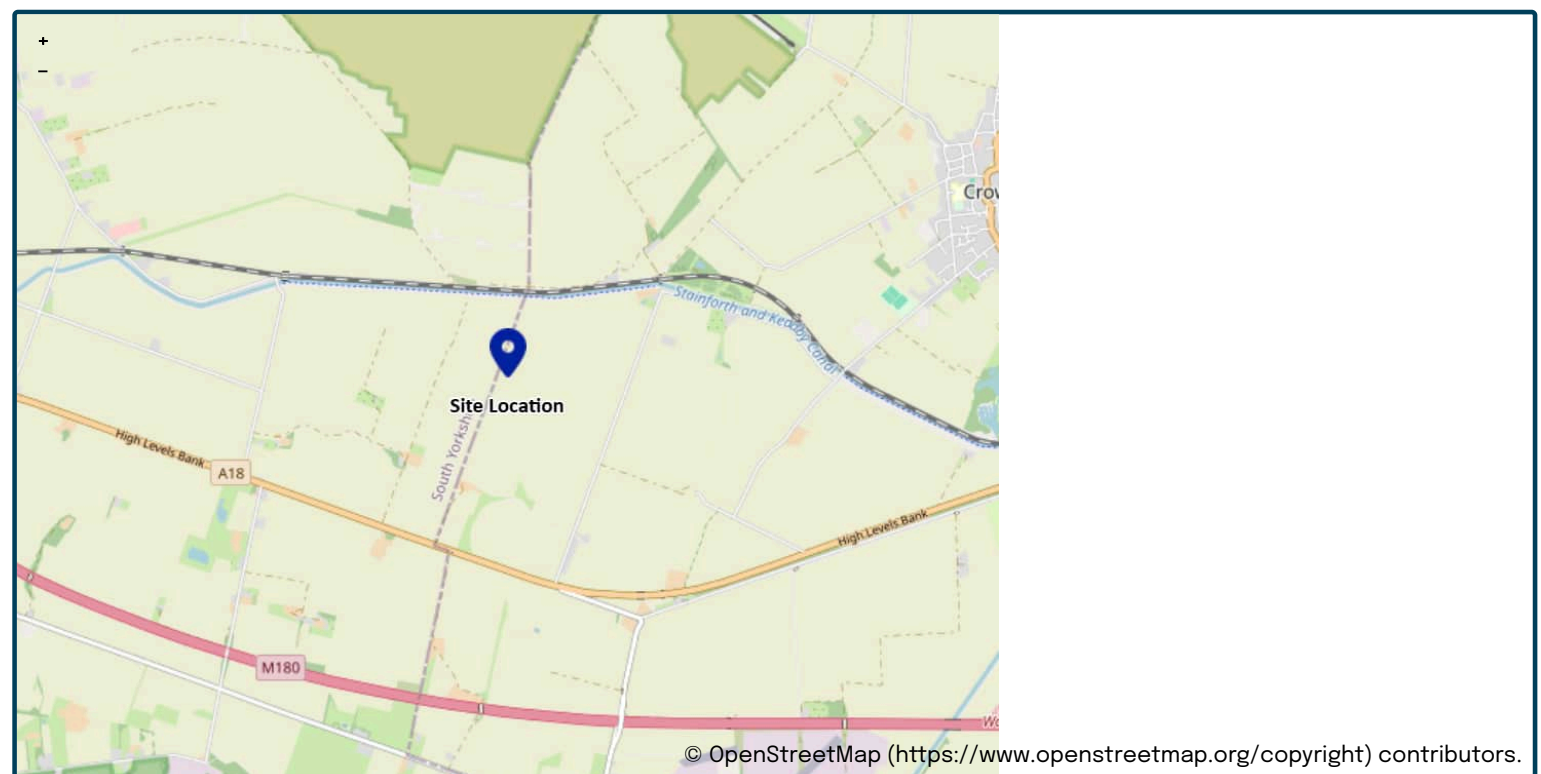 +
−
Crow
Stainforth and Keadby Canal
Site Location
South Yorksh
High Levels Bank
A18
High Levels Bank
M180
© OpenStreetMap (https://www.openstreetmap.org/copyright) contributors.